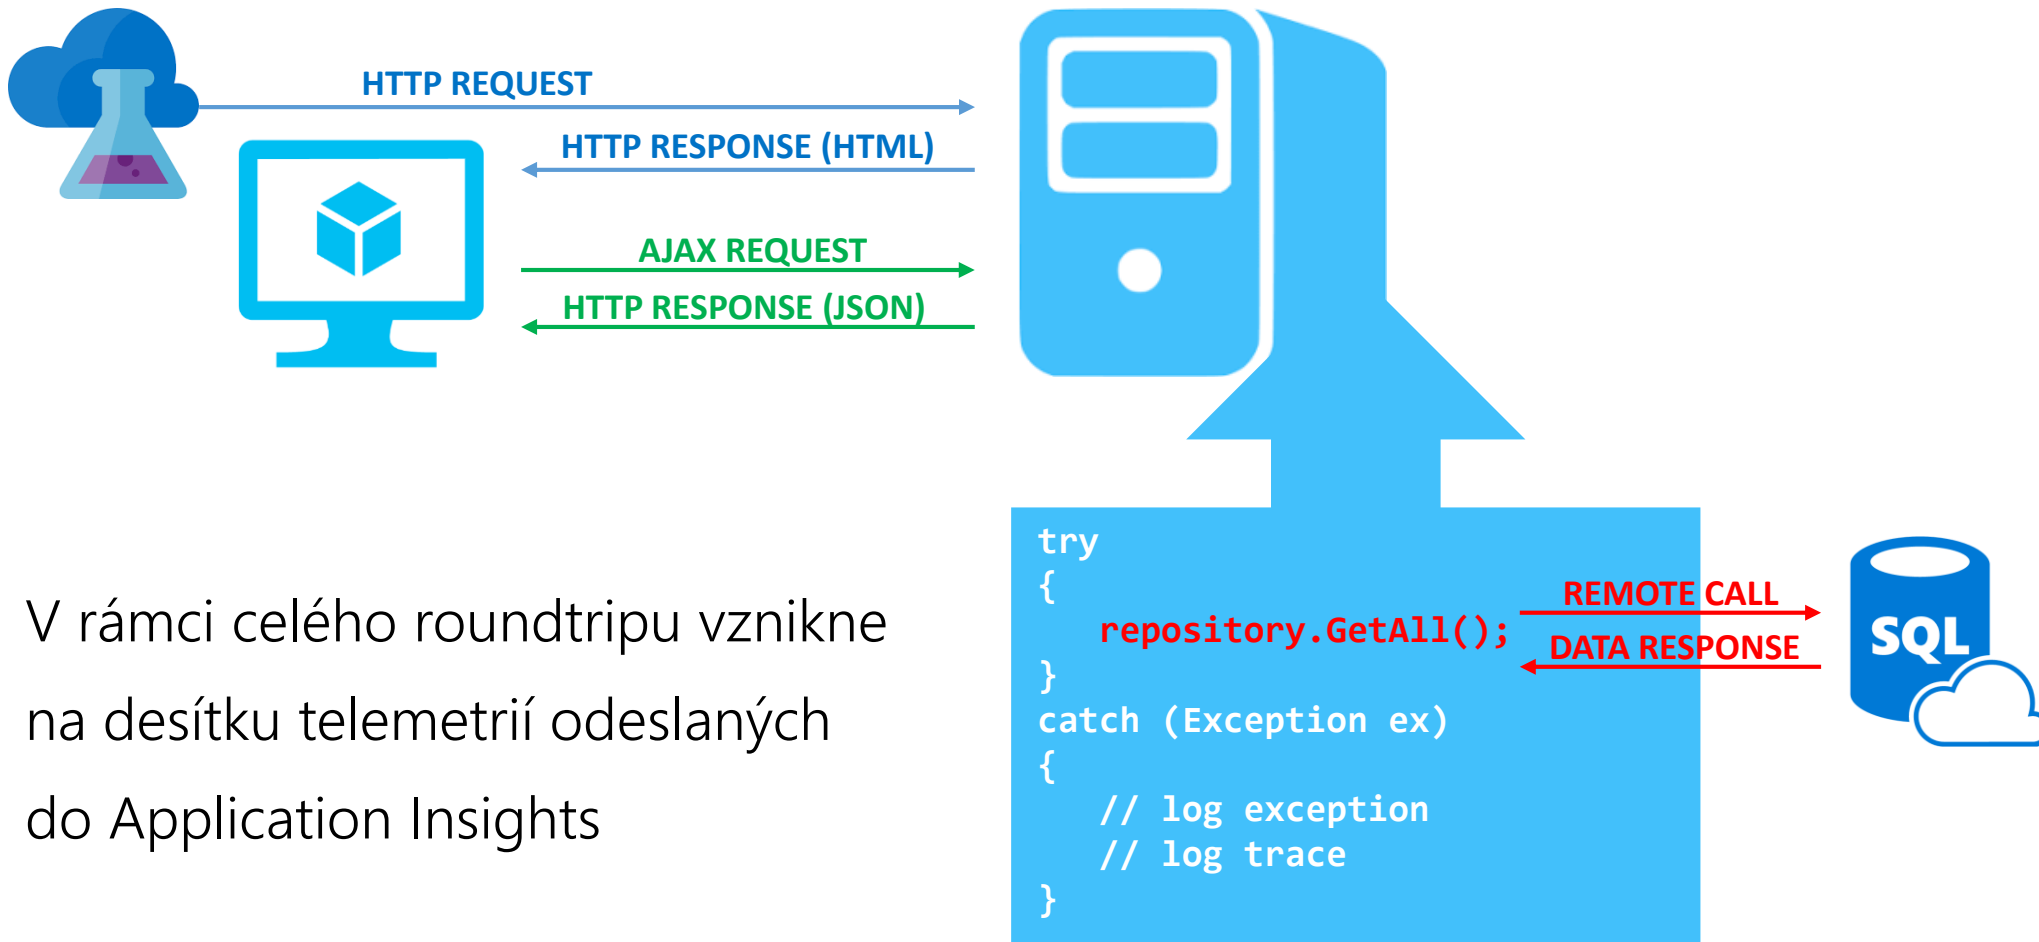 HTTP REQUEST
HTTP RESPONSE (HTML)
AJAX REQUEST
HTTP RESPONSE (JSON)
V rámci celého roundtripu vznikne
na desítku telemetrií odeslaných
do Application Insights
try
{
repository.GetAll();
}
catch (Exception ex)
{
// log exception
// log trace
}
REMOTE CALL
DATA RESPONSE
SQL